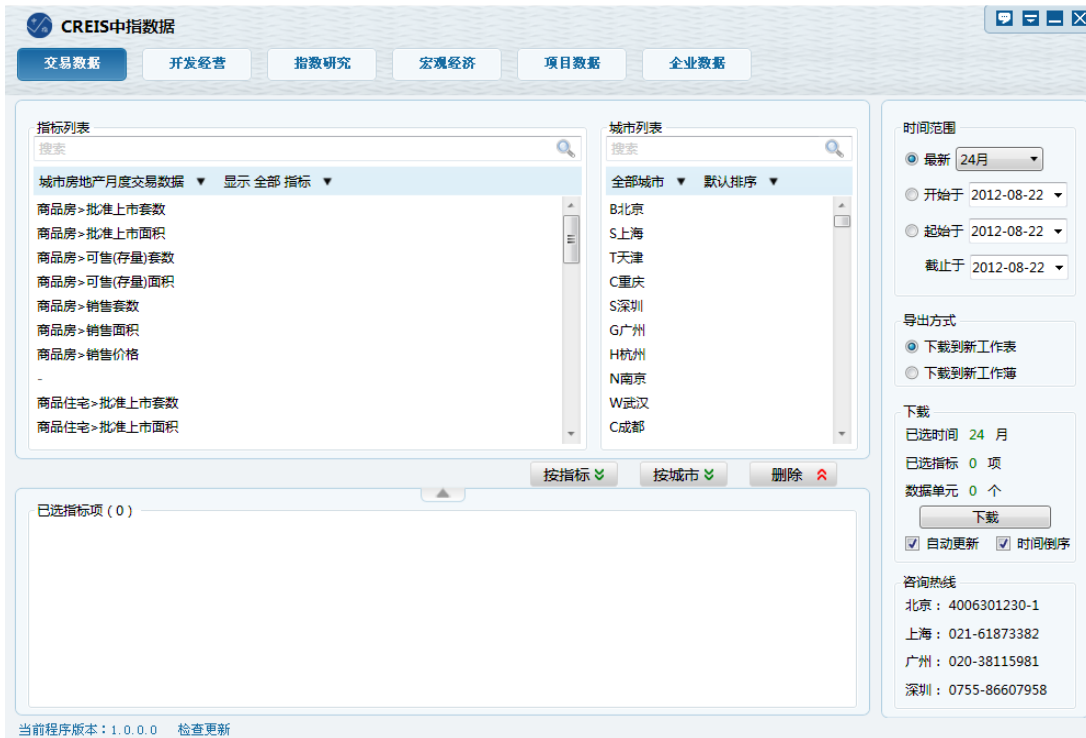 CREIS中指数据
交易数据 开发经营 指数研究 宏观经济 项目数据 企业数据
指标列表
搜索
城市房地产月度交易数据 ▼ 显示 全部 指标 ▼
商品房>批准上市套数
商品房>批准上市面积
商品房>可售(存量)套数
商品房>可售(存量)面积
商品房>销售套数
商品房>销售面积
商品房>销售价格
-
商品住宅>批准上市套数
商品住宅>批准上市面积
城市列表
搜索
全部城市 ▼ 默认排序 ▼
B北京
S上海
T天津
C重庆
S深圳
G广州
H杭州
N南京
W武汉
C成都
按指标 按城市 删除
已选指标项 ( 0 )
时间范围
最新 24月
开始于 2012-08-22
起始于 2012-08-22
截止于 2012-08-22
导出方式
下载到新工作表
下载到新工作薄
下载
已选时间 24 月
已选指标 0 项
数据单元 0 个
下载
自动更新 时间倒序
咨询热线
北京： 4006301230-1
上海： 021-61873382
广州： 020-38115981
深圳： 0755-86607958
当前程序版本：1.0.0.0 检查更新